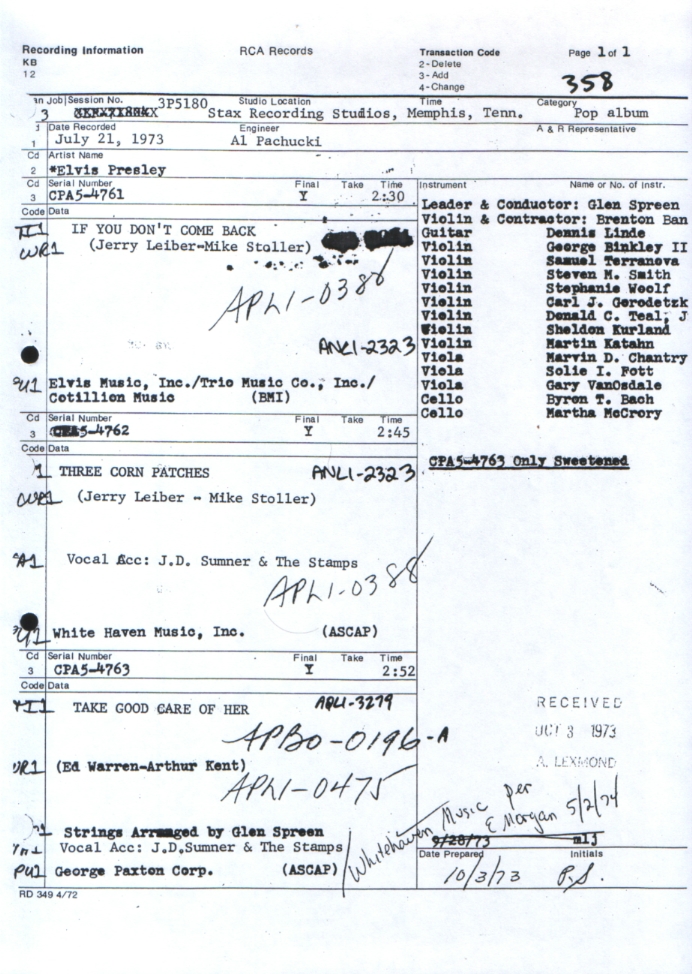 Recording Information
KB
12
RCA Records
Transaction Code
2 - Delete
3 - Add
4 - Change
Page 1 of 1
358
Job Session No.
3P5180
Studio Location
Time
Category
3
Stax Recording Studios, Memphis, Tenn.
Pop album
Date Recorded
Engineer
A & R Representative
1
July 21, 1973
Al Pachucki
Cd
Artist Name
2
*Elvis Presley
Cd
Serial Number
Final
Take
Time
3
CPA5-4761
Y
2:30
Code
Data
IF YOU DON'T COME BACK
WR1
(Jerry Leiber-Mike Stoller)
APL1-0388
ANL1-2323
Elvis Music, Inc./Trio Music Co., Inc./
Cotillion Music (BMI)
Cd
Serial Number
Final
Take
Time
3
CPA5-4762
Y
2:45
Code
Data
THREE CORN PATCHES
ANL1-2323
WR1
(Jerry Leiber - Mike Stoller)
A1
Vocal Acc: J.D. Sumner & The Stamps
APL1-0388
White Haven Music, Inc. (ASCAP)
Cd
Serial Number
Final
Take
Time
3
CPA5-4763
Y
2:52
Code
Data
TAKE GOOD CARE OF HER
APL1-3279
APBO-0196-A
WR1
(Ed Warren-Arthur Kent)
APL1-0475
Strings Arranged by Glen Spreen
Vocal Acc: J.D.Sumner & The Stamps
PU1
George Paxton Corp. (ASCAP)
RD 349 4/72
Instrument
Name or No. of Instr.
Leader & Conductor: Glen Spreen
Violin & Contractor: Brenton Ban
Guitar Dennis Linde
Violin George Binkley II
Violin Samuel Terranova
Violin Steven M. Smith
Violin Stephanie Woolf
Violin Carl J. Gorodetzk
Violin Donald C. Teal, J
Violin Sheldon Kurland
Violin Martin Katahn
Viola Marvin D. Chantry
Viola Solie I. Fott
Viola Gary VanOsdale
Cello Byron T. Bach
Cello Martha McCrory
CPA5-4763 Only Sweetened
RECEIVED
OCT 3 1973
A. LEXMOND
Whitehaven Music per
E Morgan 5/2/74
9/28/73
mlj
Date Prepared
Initials
10/3/73
P.S.